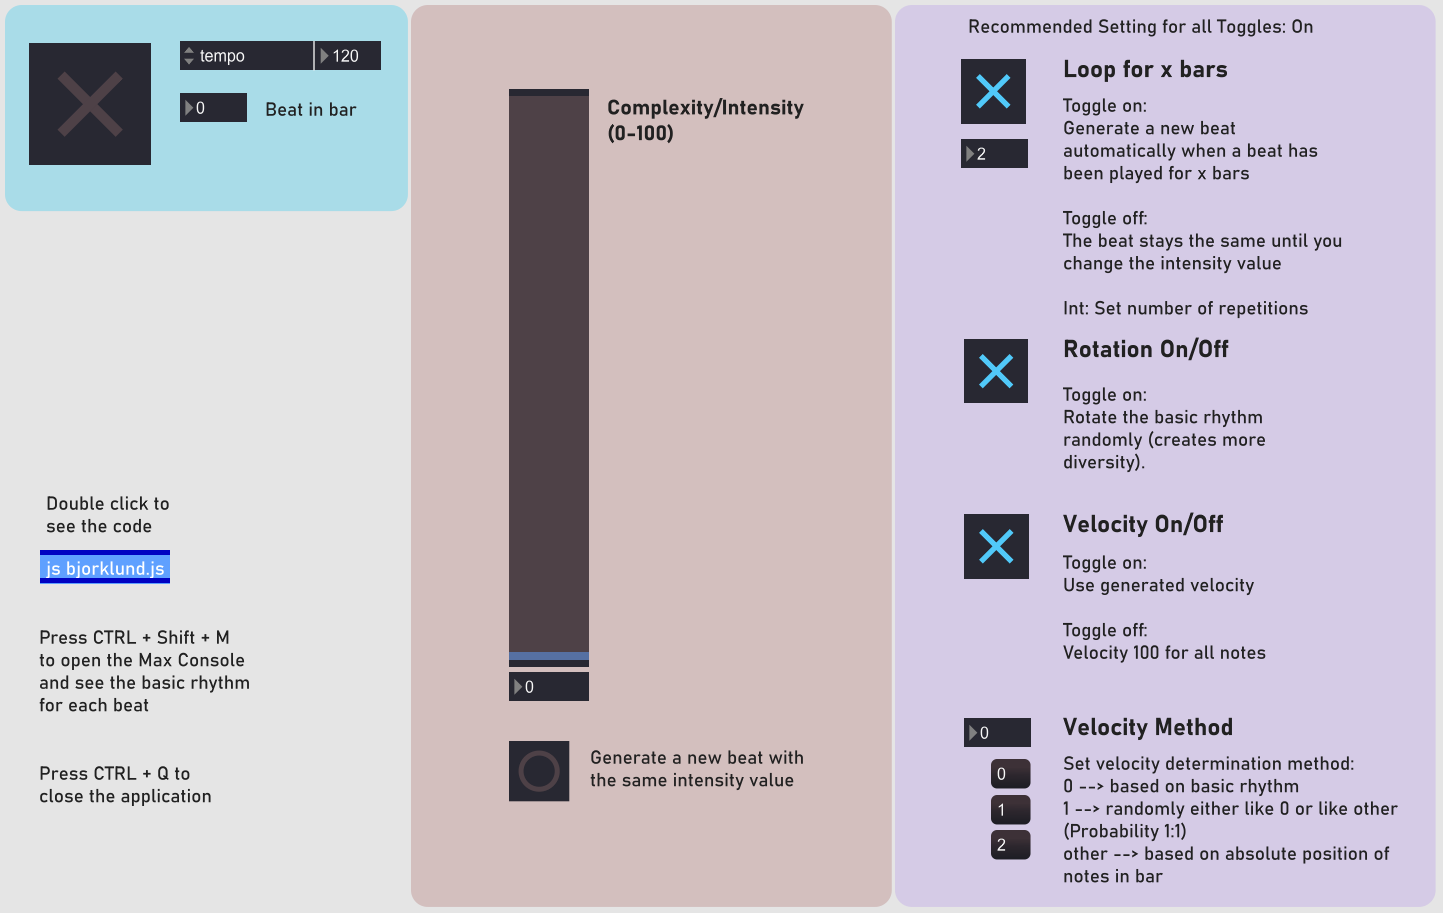 tempo
120
0
Beat in bar
Double click to
see the code
js bjorklund.js
Press CTRL + Shift + M
to open the Max Console
and see the basic rhythm
for each beat
Press CTRL + Q to
close the application
Complexity/Intensity
(0-100)
0
Generate a new beat with
the same intensity value
Recommended Setting for all Toggles: On
Loop for x bars
2
Toggle on:
Generate a new beat
automatically when a beat has
been played for x bars
Toggle off:
The beat stays the same until you
change the intensity value
Int: Set number of repetitions
Rotation On/Off
Toggle on:
Rotate the basic rhythm
randomly (creates more
diversity).
Velocity On/Off
Toggle on:
Use generated velocity
Toggle off:
Velocity 100 for all notes
0
Velocity Method
0
1
2
Set velocity determination method:
0 --> based on basic rhythm
1 --> randomly either like 0 or like other
(Probability 1:1)
other --> based on absolute position of
notes in bar